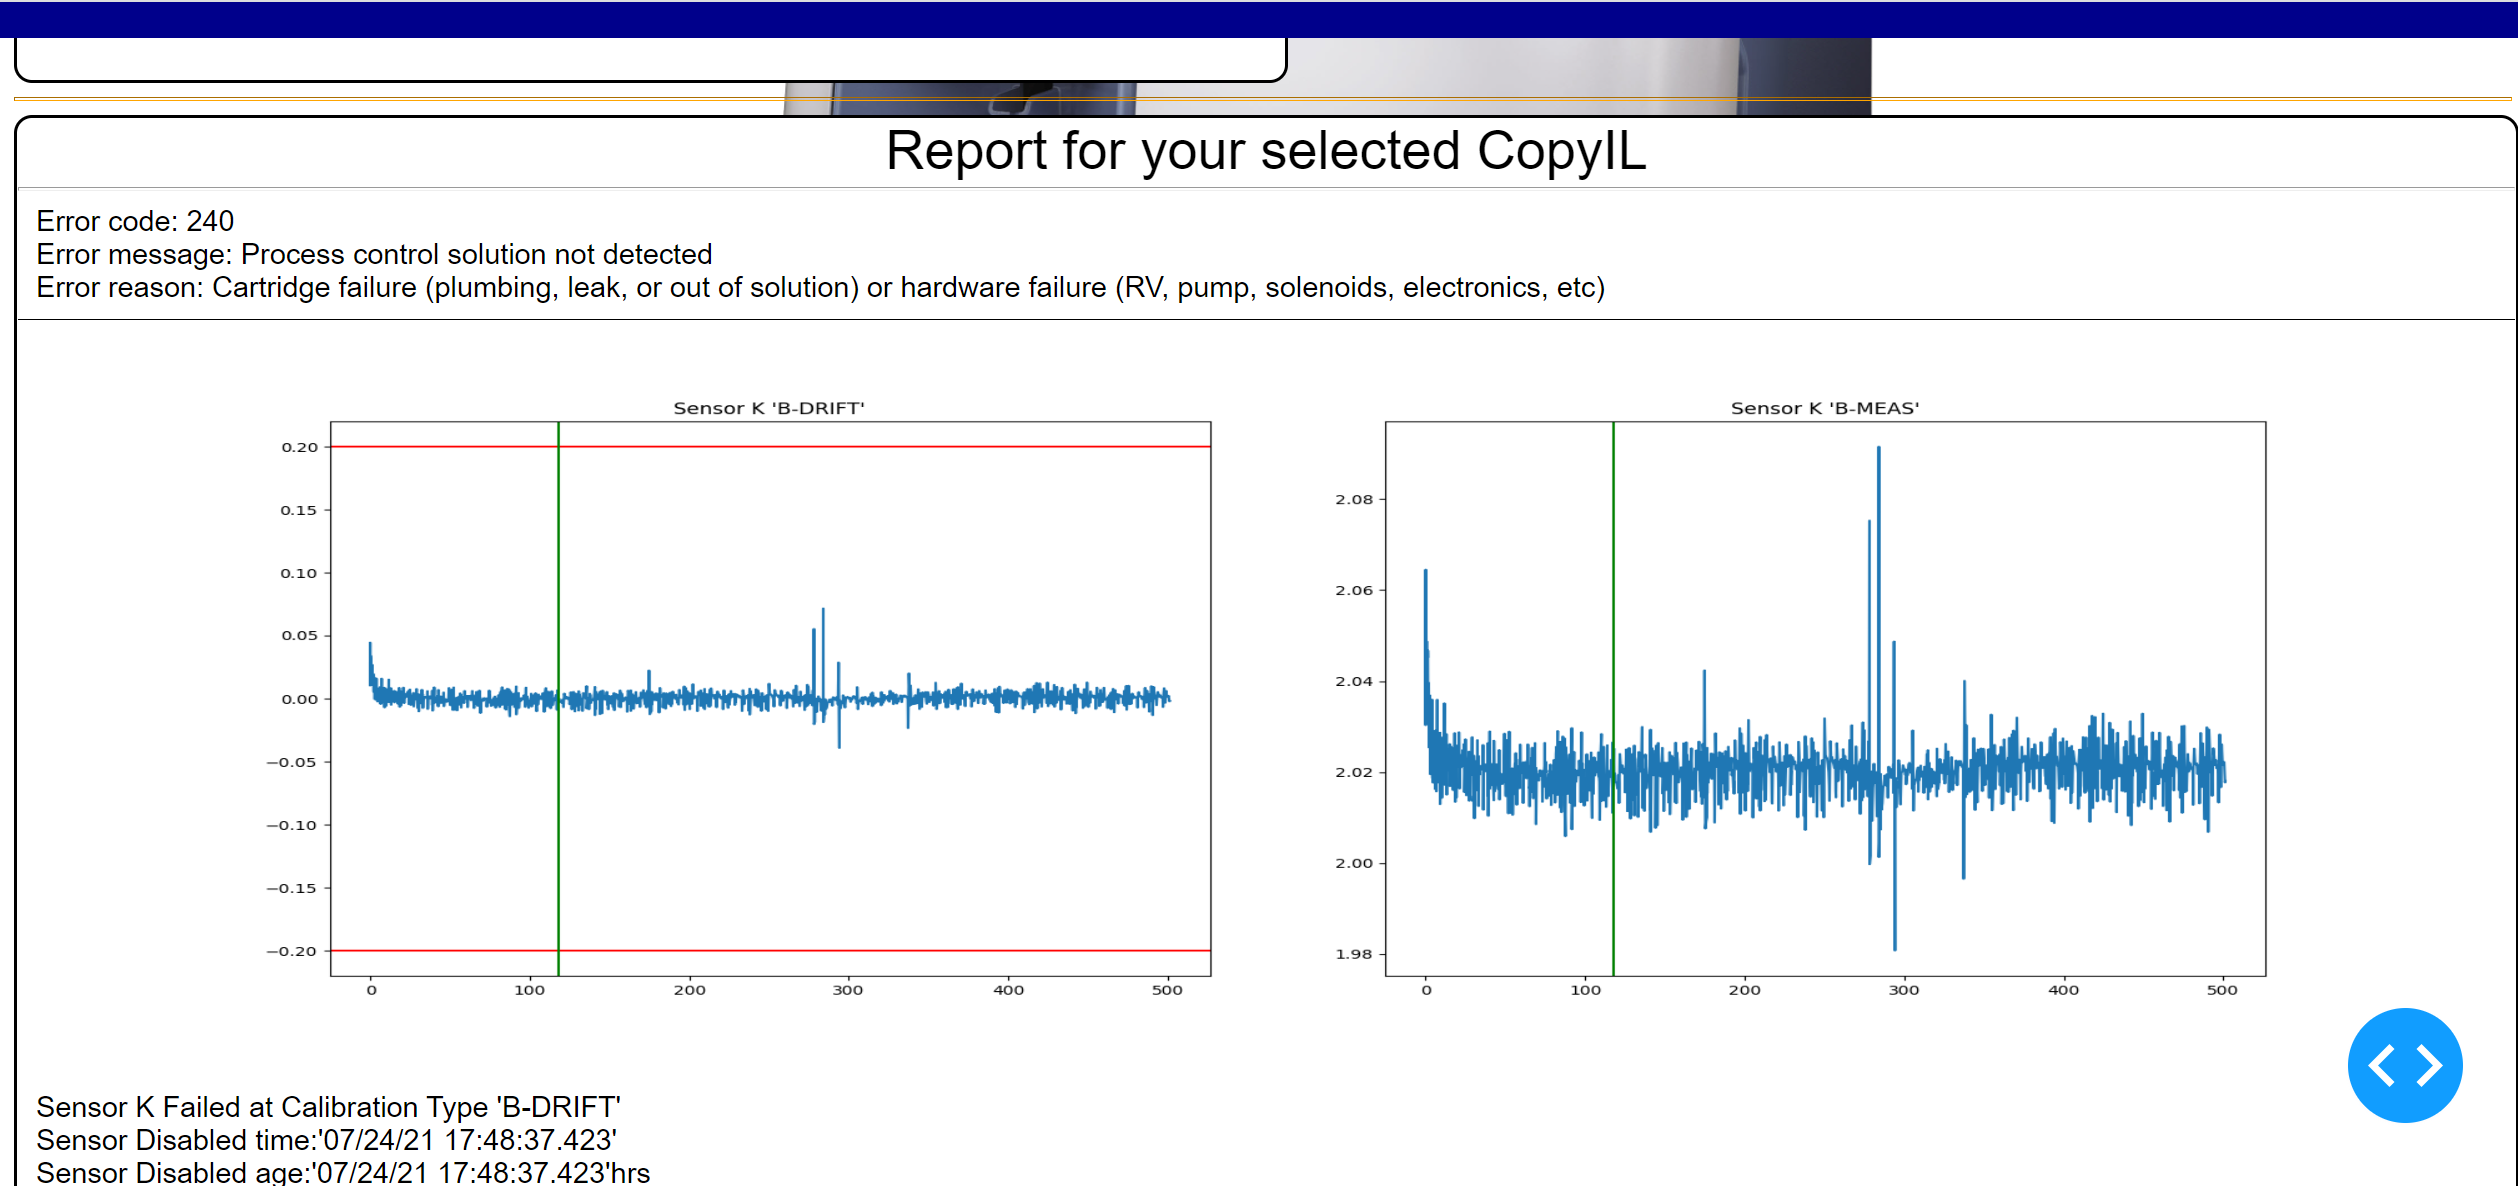 Report for your selected CopyIL
Error code: 240
Error message: Process control solution not detected
Error reason: Cartridge failure (plumbing, leak, or out of solution) or hardware failure (RV, pump, solenoids, electronics, etc)
Sensor K 'B-DRIFT'
0.20
0.15
0.10
0.05
0.00
−0.05
−0.10
−0.15
−0.20
0 100 200 300 400 500
Sensor K 'B-MEAS'
2.08
2.06
2.04
2.02
2.00
1.98
0 100 200 300 400 500
Sensor K Failed at Calibration Type 'B-DRIFT'
Sensor Disabled time:'07/24/21 17:48:37.423'
Sensor Disabled age:'07/24/21 17:48:37.423'hrs